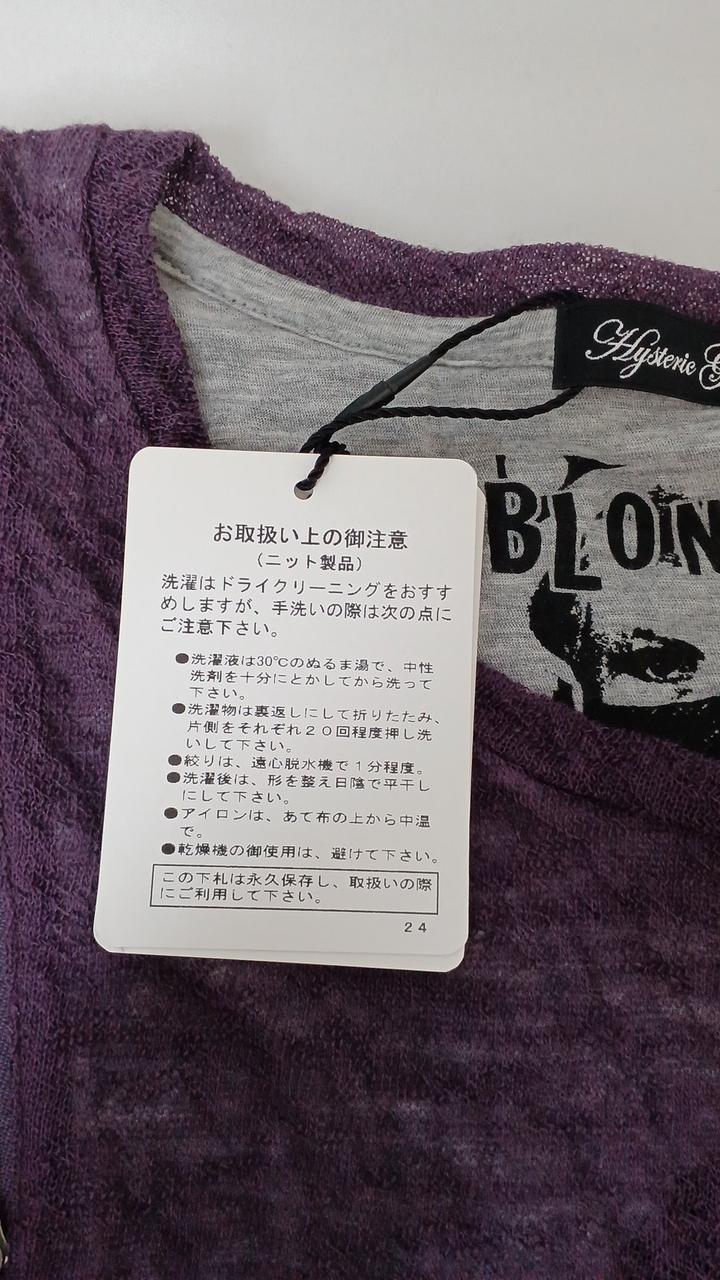 Hysteric
BLOIN
お取扱い上の御注意
(ニット製品)
洗濯はドライクリーニングをおすす
めしますが、手洗いの際は次の点に
ご注意下さい。
●洗濯液は30℃のぬるま湯で、中性
洗剤を十分にとかしてから洗って
下さい。
●洗濯物は裏返しにして折りたたみ、
片側をそれぞれ20回程度押し洗
いして下さい。
●絞りは、遠心脱水機で1分程度。
●洗濯後は、形を整え日陰で平干し
にして下さい。
●アイロンは、あて布の上から中温
で。
●乾燥機の御使用は、避けて下さい。
この下札は永久保存し、取扱いの際
にご利用して下さい。
24